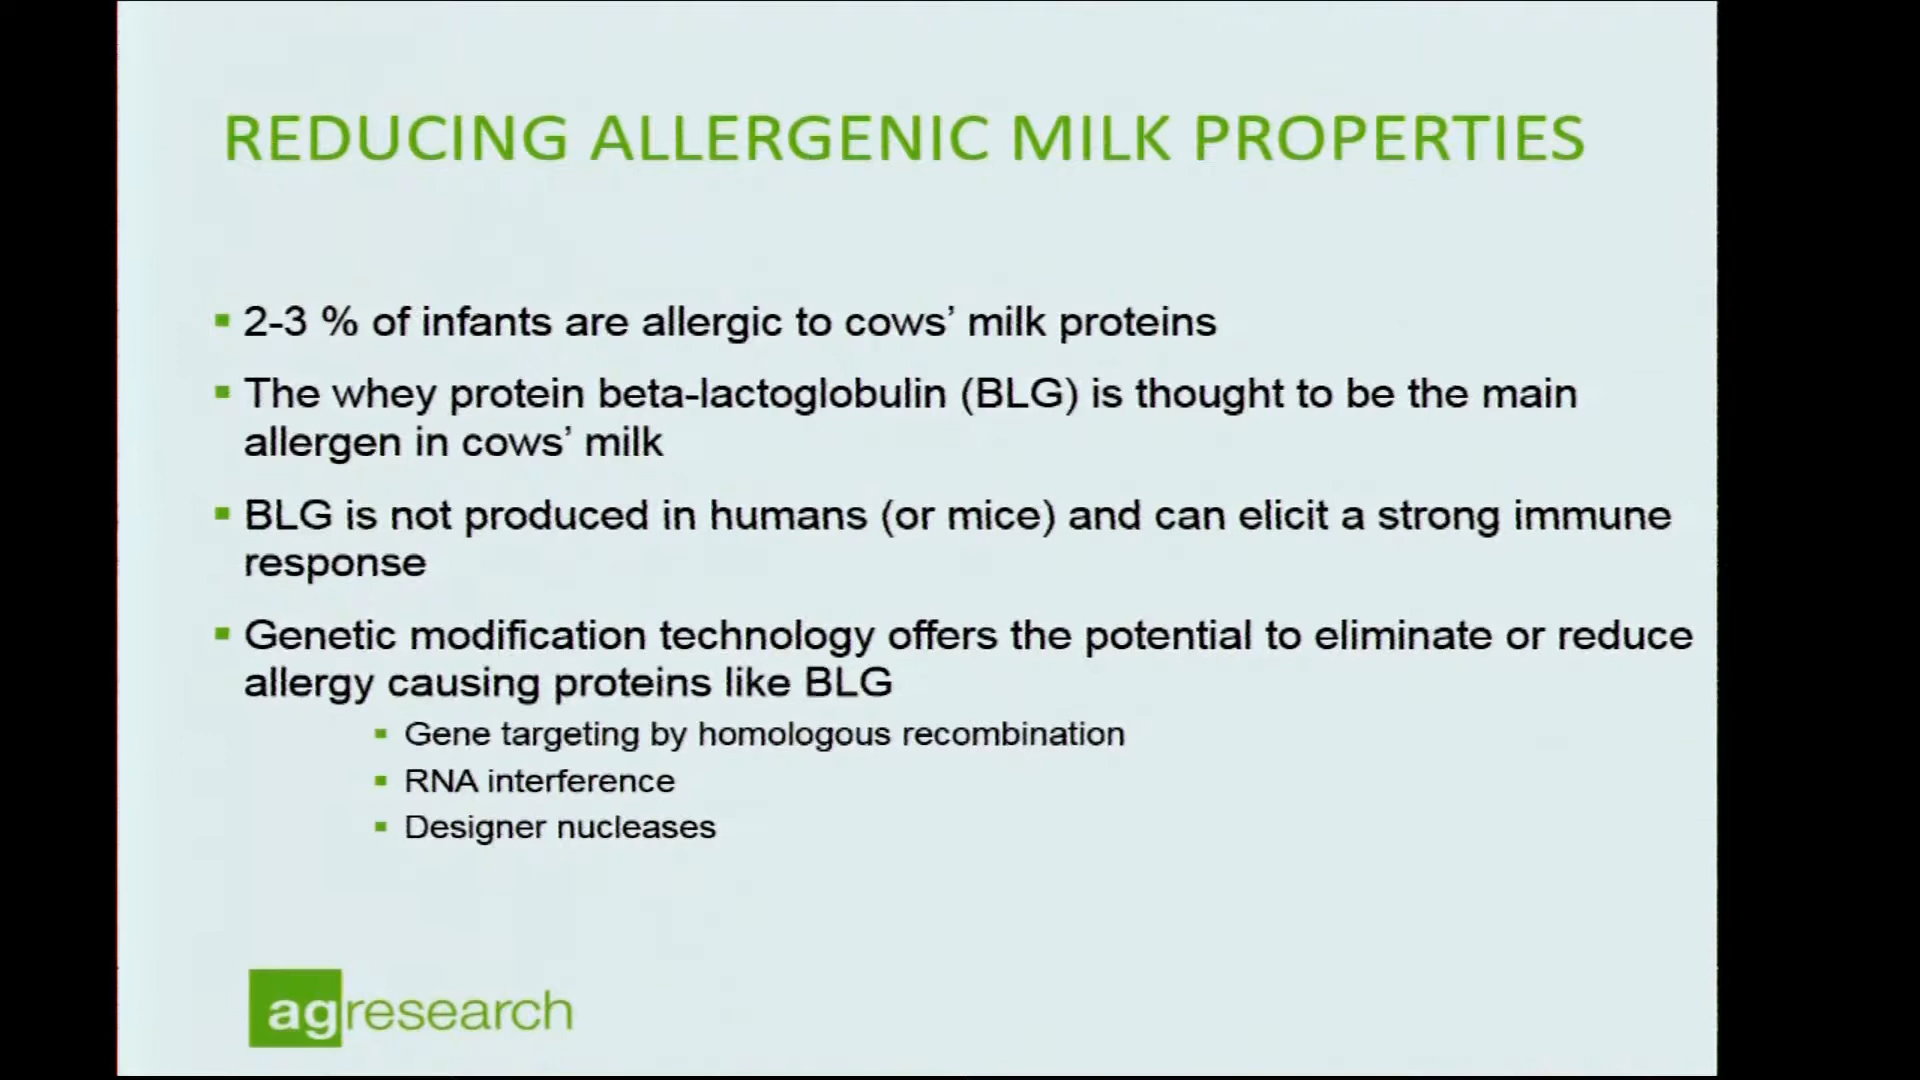 REDUCING ALLERGENIC MILK PROPERTIES
2-3 % of infants are allergic to cows’ milk proteins
The whey protein beta-lactoglobulin (BLG) is thought to be the main
allergen in cows’ milk
BLG is not produced in humans (or mice) and can elicit a strong immune
response
Genetic modification technology offers the potential to eliminate or reduce
allergy causing proteins like BLG
Gene targeting by homologous recombination
RNA interference
Designer nucleases
agresearch